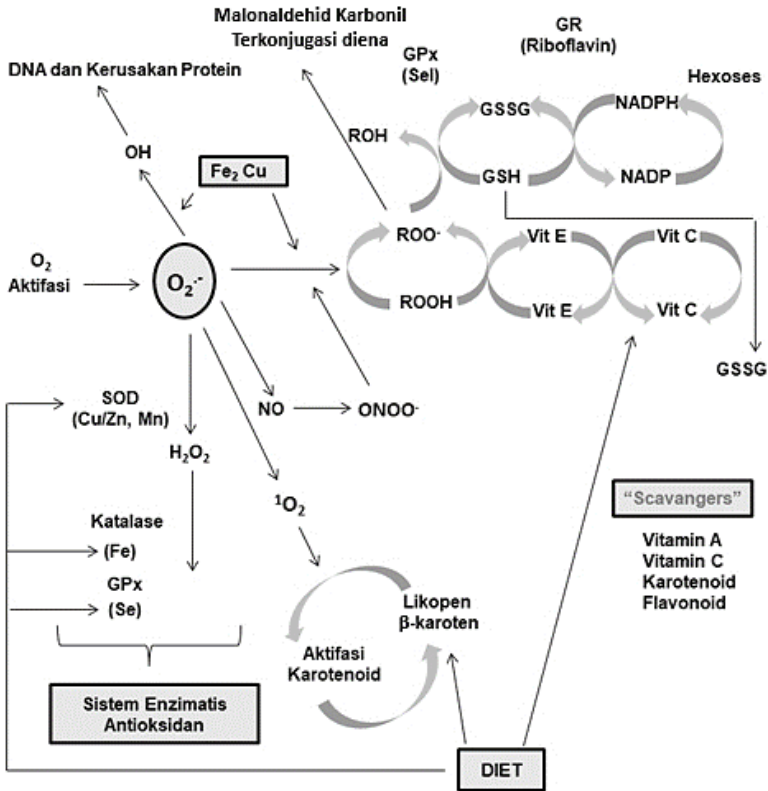 Malonaldehid Karbonil
Terkonjugasi diena
GR
(Riboflavin)
GPx
(Sel)
DNA dan Kerusakan Protein
Hexoses
GSSG
NADPH
ROH
OH
Fe₂ Cu
GSH
NADP
ROO⁻
Vit E
Vit C
O₂
Aktifasi
O₂·⁻
ROOH
Vit E
Vit C
GSSG
SOD
(Cu/Zn, Mn)
NO
ONOO⁻
H₂O₂
¹O₂
"Scavangers"
Katalase
(Fe)
Vitamin A
Vitamin C
Karotenoid
Flavonoid
GPx
(Se)
Likopen
β-karoten
Aktifasi
Karotenoid
Sistem Enzimatis
Antioksidan
DIET